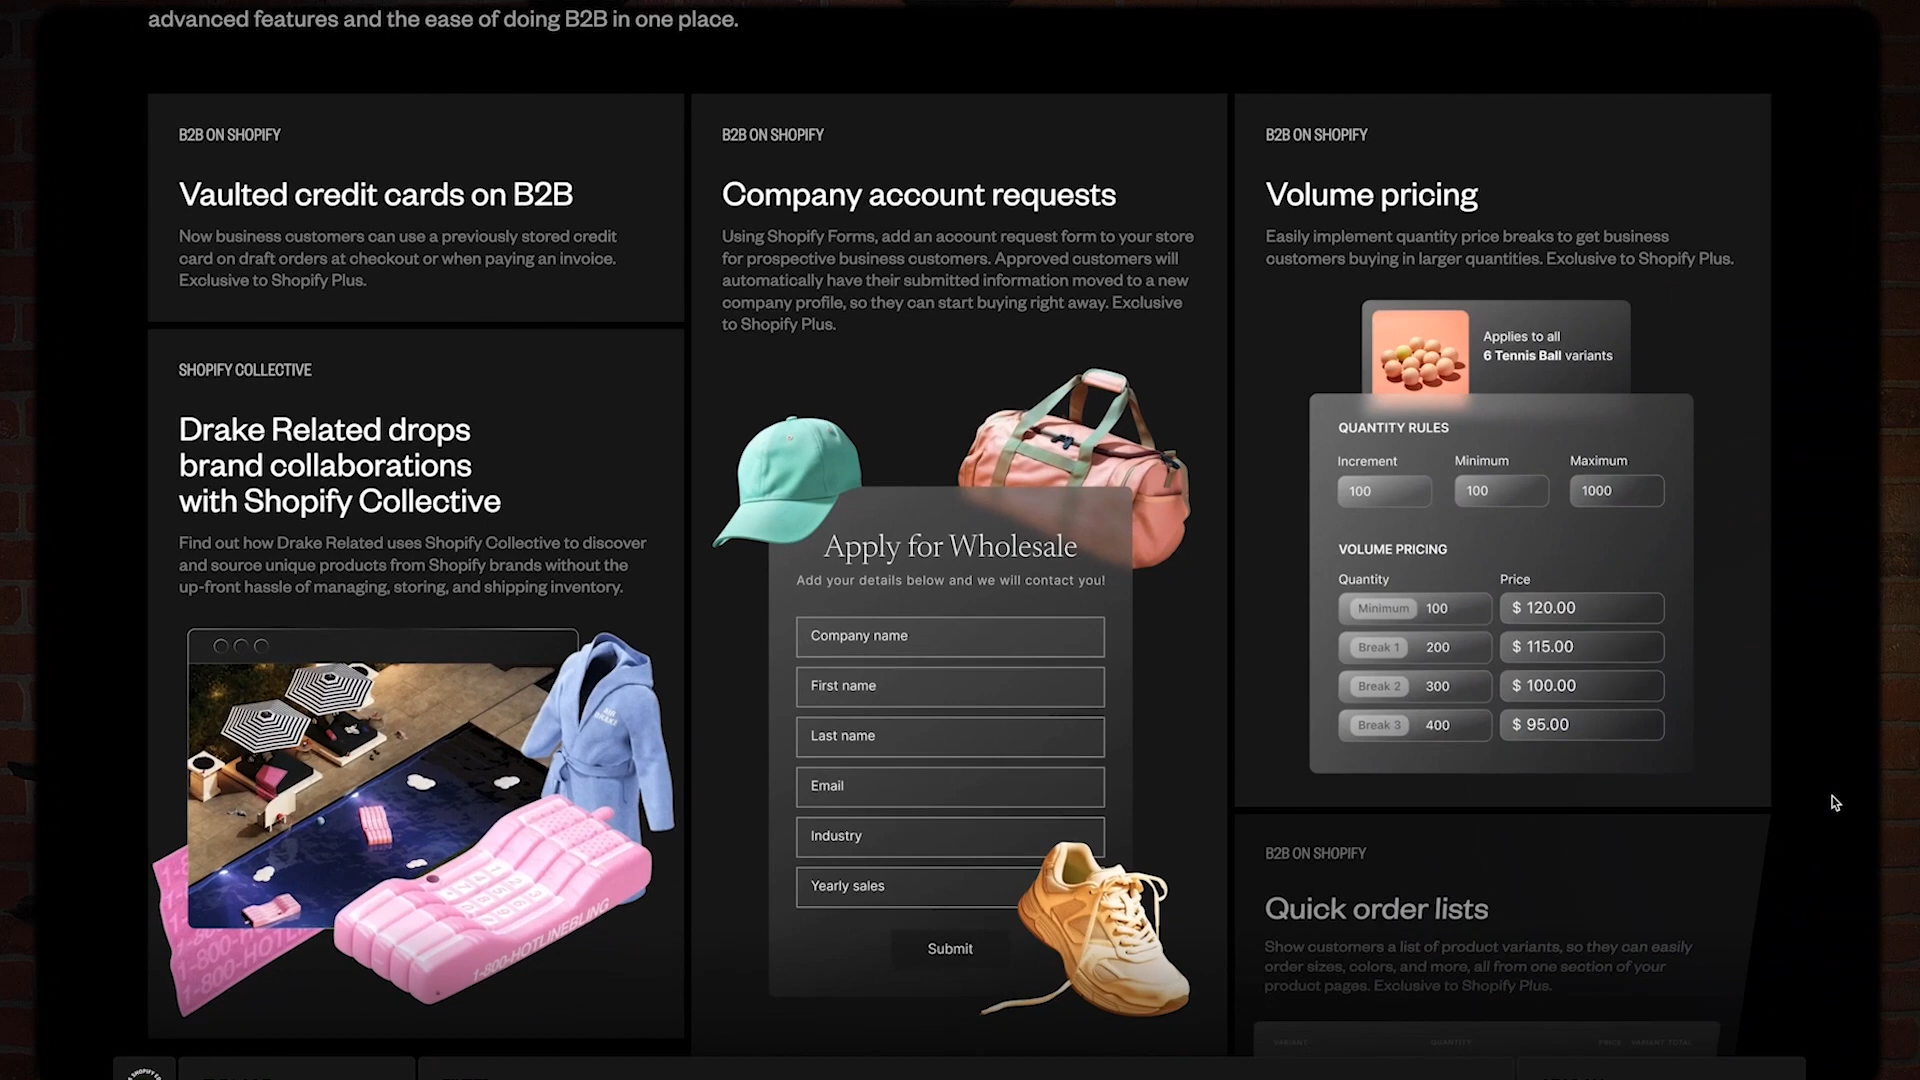 advanced features and the ease of doing B2B in one place.
B2B ON SHOPIFY
Vaulted credit cards on B2B
Now business customers can use a previously stored credit
card on draft orders at checkout or when paying an invoice.
Exclusive to Shopify Plus.
SHOPIFY COLLECTIVE
Drake Related drops
brand collaborations
with Shopify Collective
Find out how Drake Related uses Shopify Collective to discover
and source unique products from Shopify brands without the
up-front hassle of managing, storing, and shipping inventory.
AIR
DRAKE
1-800-HOTLINEBLING
B2B ON SHOPIFY
Company account requests
Using Shopify Forms, add an account request form to your store
for prospective business customers. Approved customers will
automatically have their submitted information moved to a new
company profile, so they can start buying right away. Exclusive
to Shopify Plus.
Apply for Wholesale
Add your details below and we will contact you!
Company name
First name
Last name
Email
Industry
Yearly sales
Submit
B2B ON SHOPIFY
Volume pricing
Easily implement quantity price breaks to get business
customers buying in larger quantities. Exclusive to Shopify Plus.
Applies to all
6 Tennis Ball variants
QUANTITY RULES
Increment Minimum Maximum
100 100 1000
VOLUME PRICING
Quantity Price
Minimum 100 $ 120.00
Break 1 200 $ 115.00
Break 2 300 $ 100.00
Break 3 400 $ 95.00
B2B ON SHOPIFY
Quick order lists
Show customers a list of product variants, so they can easily
order sizes, colors, and more, all from one section of your
product pages. Exclusive to Shopify Plus.
VARIANT QUANTITY PRICE VARIANT TOTAL